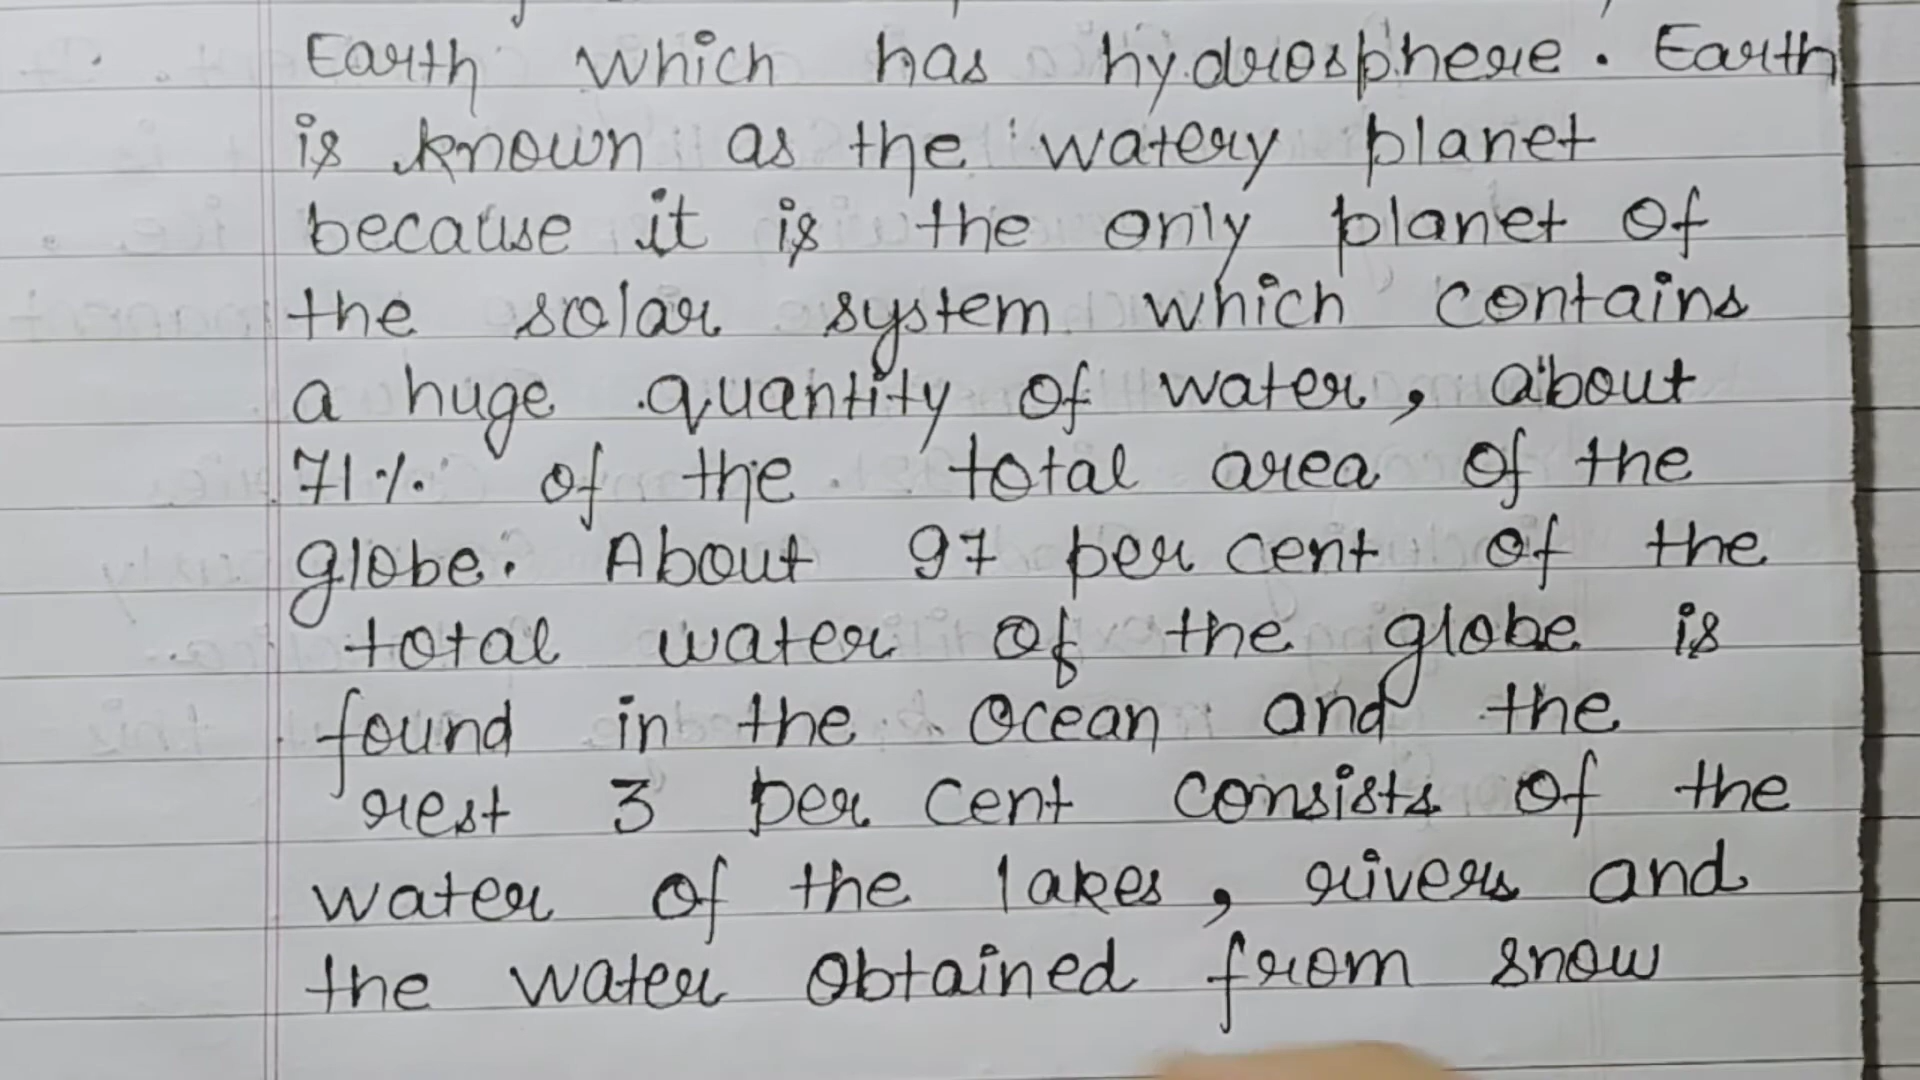 Earth which has hydrosphere. Earth
is known as the watery planet
because it is the only planet of
the solar system which contains
a huge quantity of water, about
71% of the total area of the
globe. About 97 per cent of the
total water of the globe is
found in the ocean and the
rest 3 per cent consists of the
water of the lakes, rivers and
the water obtained from snow